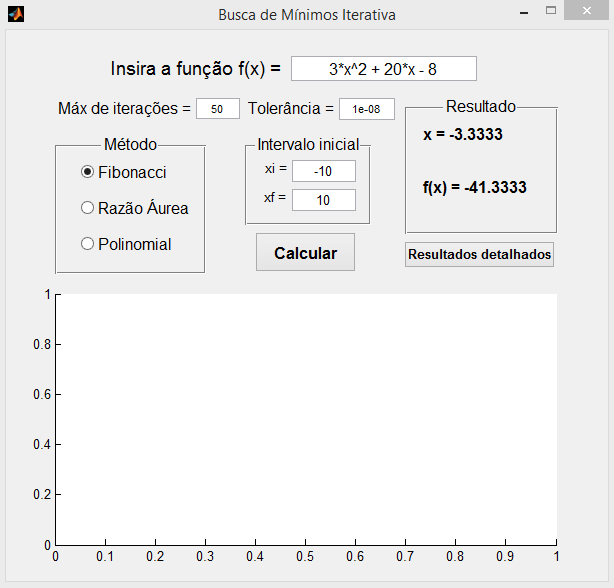 Busca de Mínimos Iterativa
Insira a função f(x) = 3*x^2 + 20*x - 8
Máx de iterações = 50 Tolerância = 1e-08
Resultado
x = -3.3333
f(x) = -41.3333
Método
Fibonacci
Razão Áurea
Polinomial
Intervalo inicial
xi = -10
xf = 10
Calcular
Resultados detalhados
1
0.8
0.6
0.4
0.2
0
0 0.1 0.2 0.3 0.4 0.5 0.6 0.7 0.8 0.9 1